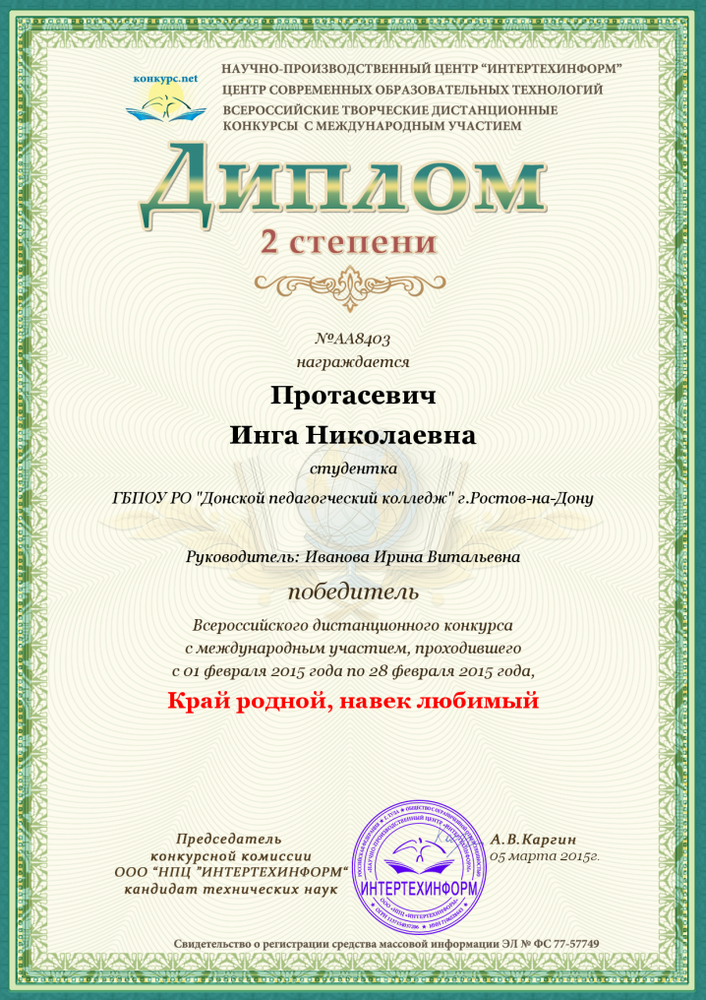 конкурс.net
НАУЧНО-ПРОИЗВОДСТВЕННЫЙ ЦЕНТР “ИНТЕРТЕХИНФОРМ”
ЦЕНТР СОВРЕМЕННЫХ ОБРАЗОВАТЕЛЬНЫХ ТЕХНОЛОГИЙ
ВСЕРОССИЙСКИЕ ТВОРЧЕСКИЕ ДИСТАНЦИОННЫЕ
КОНКУРСЫ С МЕЖДУНАРОДНЫМ УЧАСТИЕМ
Диплом
2 степени
№АА8403
награждается
Протасевич
Инга Николаевна
студентка
ГБПОУ РО "Донской педагогческий колледж" г.Ростов-на-Дону
Руководитель: Иванова Ирина Витальевна
победитель
Всероссийского дистанционного конкурса
с международным участием, проходившего
с 01 февраля 2015 года по 28 февраля 2015 года,
Край родной, навек любимый
Председатель
конкурсной комиссии
ООО “НПЦ ”ИНТЕРТЕХИНФОРМ“
кандидат технических наук
ИНТЕРТЕХИНФОРМ
А.В.Каргин
05 марта 2015г.
Свидетельство о регистрации средства массовой информации ЭЛ № ФС 77-57749